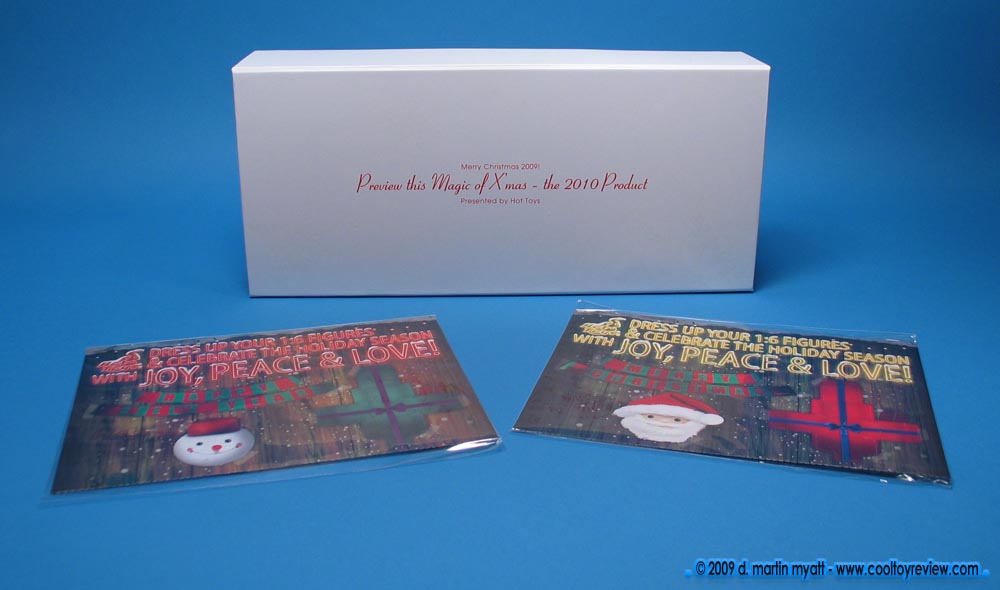 Merry Christmas 2009!
Preview this Magic of X'mas - the 2010 Product
Presented by Hot Toys
DRESS UP YOUR 1:6 FIGURES
& CELEBRATE THE HOLIDAY SEASON
WITH JOY, PEACE & LOVE!
DRESS UP YOUR 1:6 FIGURES
& CELEBRATE THE HOLIDAY SEASON
WITH JOY, PEACE & LOVE!
© 2009 d. martin myatt - www.cooltoyreview.com